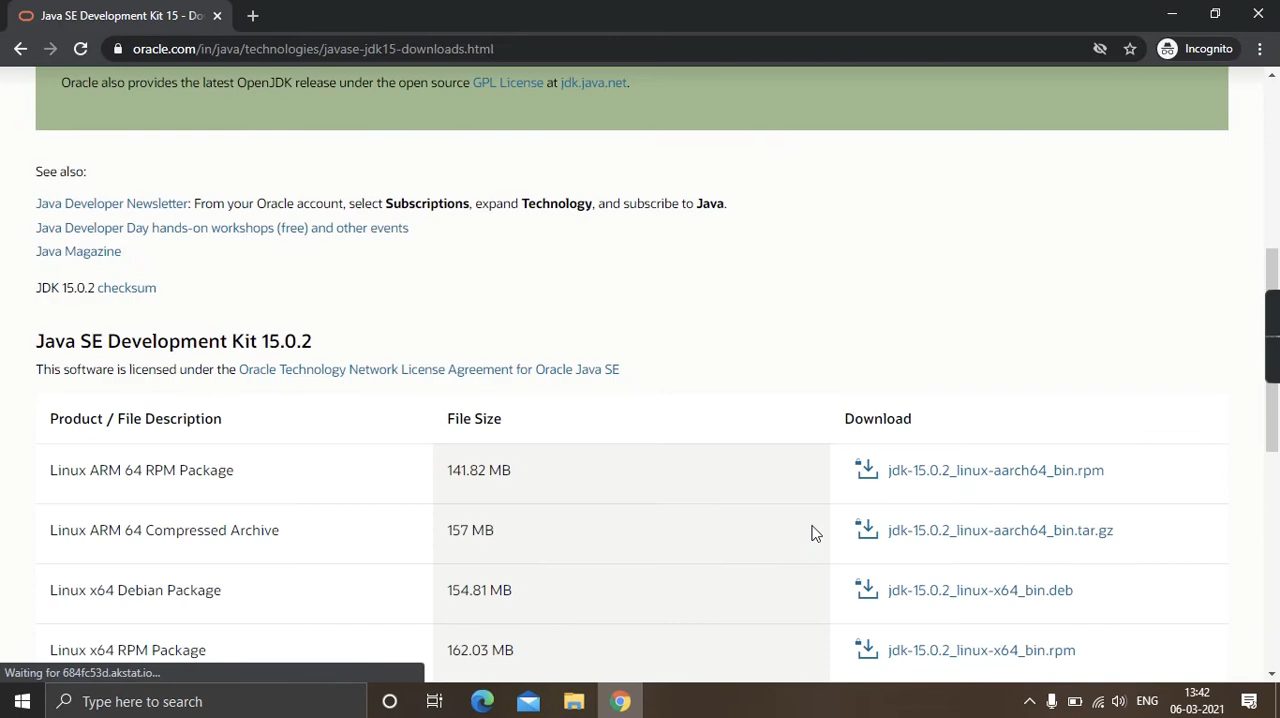 Java SE Development Kit 15 - Do
oracle.com/in/java/technologies/javase-jdk15-downloads.html
Incognito
Oracle also provides the latest OpenJDK release under the open source GPL License at jdk.java.net.
See also:
Java Developer Newsletter: From your Oracle account, select Subscriptions, expand Technology, and subscribe to Java.
Java Developer Day hands-on workshops (free) and other events
Java Magazine
JDK 15.0.2 checksum
Java SE Development Kit 15.0.2
This software is licensed under the Oracle Technology Network License Agreement for Oracle Java SE
Product / File Description File Size Download
Linux ARM 64 RPM Package 141.82 MB jdk-15.0.2_linux-aarch64_bin.rpm
Linux ARM 64 Compressed Archive 157 MB jdk-15.0.2_linux-aarch64_bin.tar.gz
Linux x64 Debian Package 154.81 MB jdk-15.0.2_linux-x64_bin.deb
Linux x64 RPM Package 162.03 MB jdk-15.0.2_linux-x64_bin.rpm
Waiting for 684fc53d.akstat.io...
Type here to search
ENG
13:42
06-03-2021